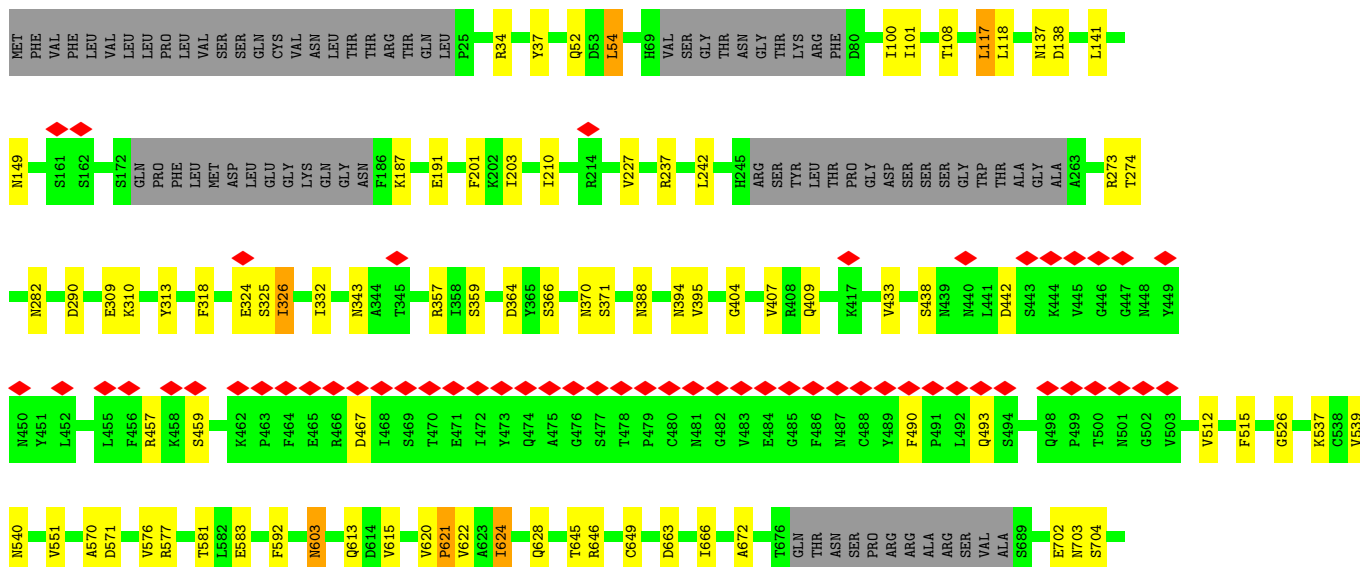 MET PHE VAL PHE LEU VAL LEU LEU PRO LEU VAL SER SER GLN CYS VAL ASN LEU THR THR ARG THR GLN LEU P25 R34 Y37 Q52 D53 L54 H69 VAL SER GLY THR ASN GLY THR LYS ARG PHE D80 I100 I101 T108 L117 L118 N137 D138 L141
N149 S161 S162 S172 GLN PRO PHE LEU MET ASP LEU GLU GLY LYS GLN GLY ASN F186 K187 E191 F201 K202 I203 I210 R214 V227 R237 L242 H245 ARG SER TYR LEU THR PRO GLY ASP SER SER SER GLY TRP THR ALA GLY ALA A263 R273 T274
N282 D290 E309 K310 Y313 F318 E324 S325 I326 I332 N343 A344 T345 R357 I358 S359 D364 Y365 S366 N370 S371 N388 N394 V395 G404 V407 R408 Q409 K417 V433 S438 N439 N440 L441 D442 S443 K444 V445 G446 G447 N448 Y449
N450 Y451 L452 L455 F456 R457 K458 S459 K462 P463 F464 E465 R466 D467 I468 S469 T470 E471 I472 Y473 Q474 A475 G476 S477 T478 P479 C480 N481 G482 V483 E484 G485 F486 N487 C488 Y489 F490 P491 L492 Q493 S494 Q498 P499 T500 N501 G502 V503 V512 F515 G526 K537 C538 V539
N540 V551 A570 D571 V576 R577 T581 L582 E583 F592 N603 Q613 D614 V615 V620 P621 V622 A623 I624 Q628 T645 R646 C649 D663 I666 A672 T676 GLN THR ASN SER PRO ARG ARG ALA ARG SER VAL ALA S689 E702 N703 S704